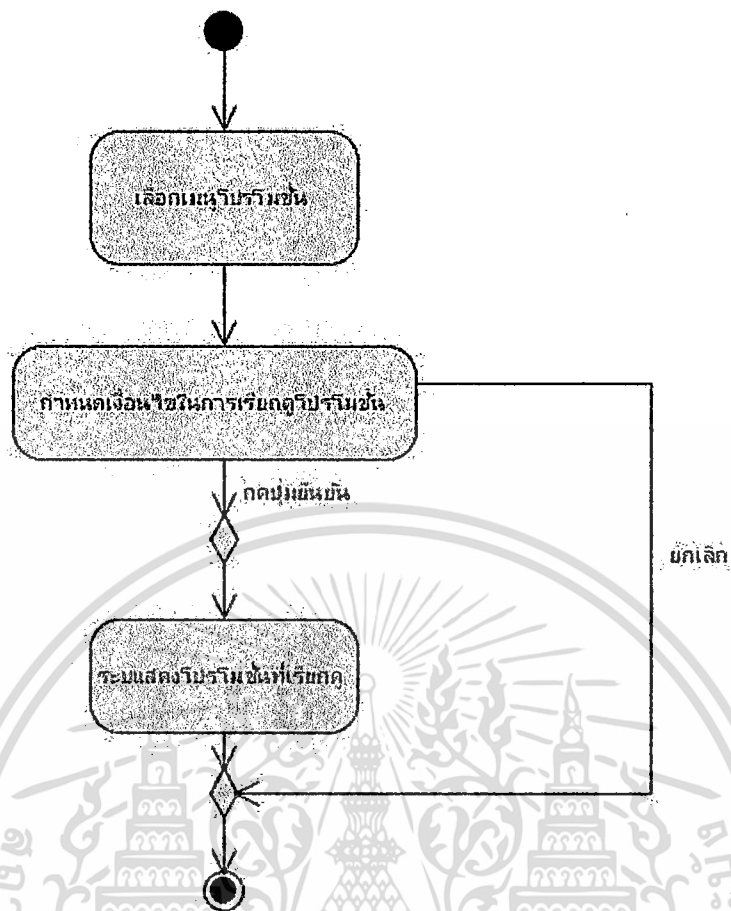 เลือกเมนูโปรโมชั่น
กำหนดเงื่อนไขในการเรียกดูโปรโมชั่น
กดปุ่มยืนยัน
ยกเลิก
ระบบแสดงโปรโมชั่นที่เรียกดู